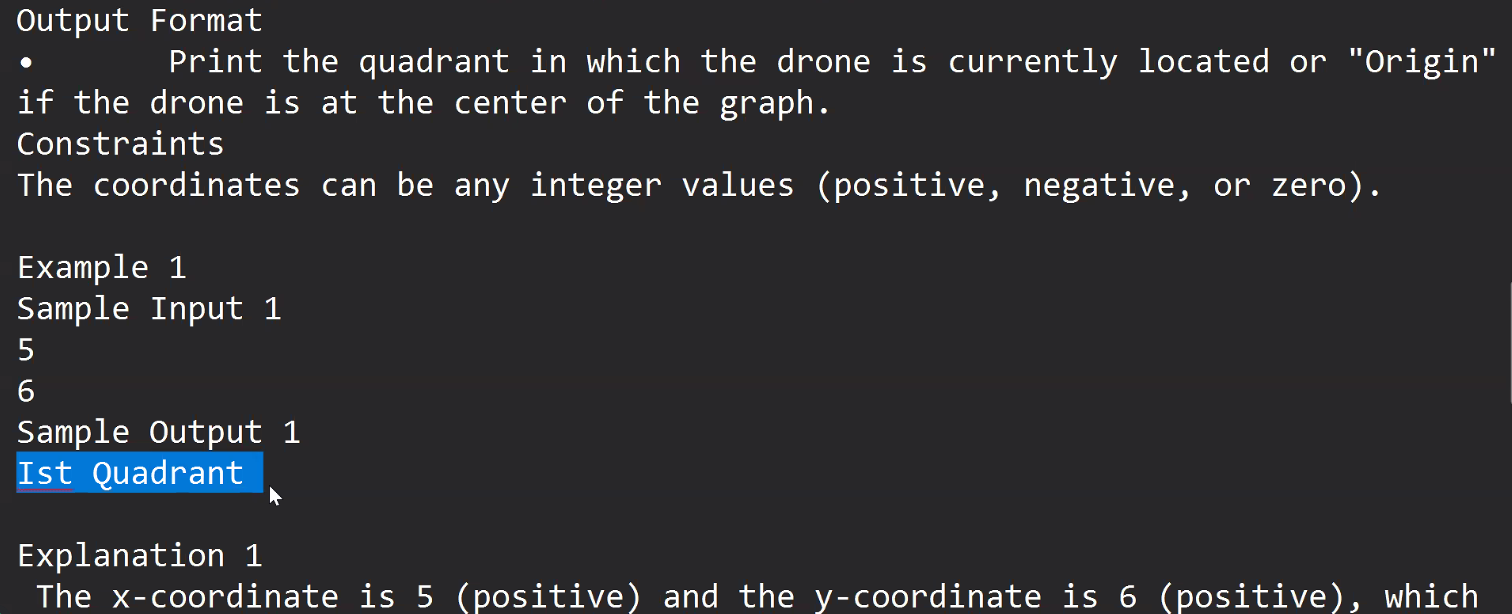 Output Format
•       Print the quadrant in which the drone is currently located or "Origin"
if the drone is at the center of the graph.
Constraints
The coordinates can be any integer values (positive, negative, or zero).
Example 1
Sample Input 1
5
6
Sample Output 1
Ist Quadrant
Explanation 1
The x-coordinate is 5 (positive) and the y-coordinate is 6 (positive), which